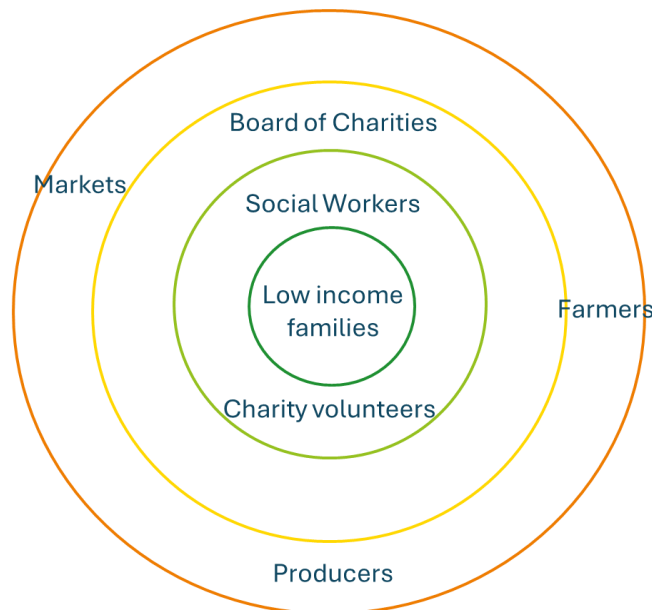 Board of Charities
Markets
Social Workers
Low income
families
Farmers
Charity volunteers
Producers